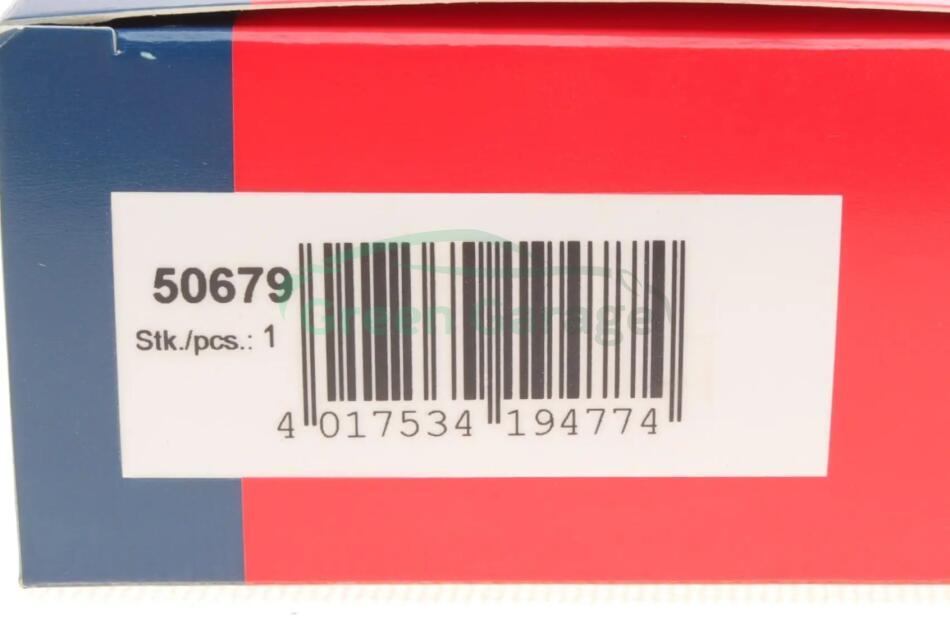 50679
Stk./pcs.: 1
Green Garage
4 017534 194774